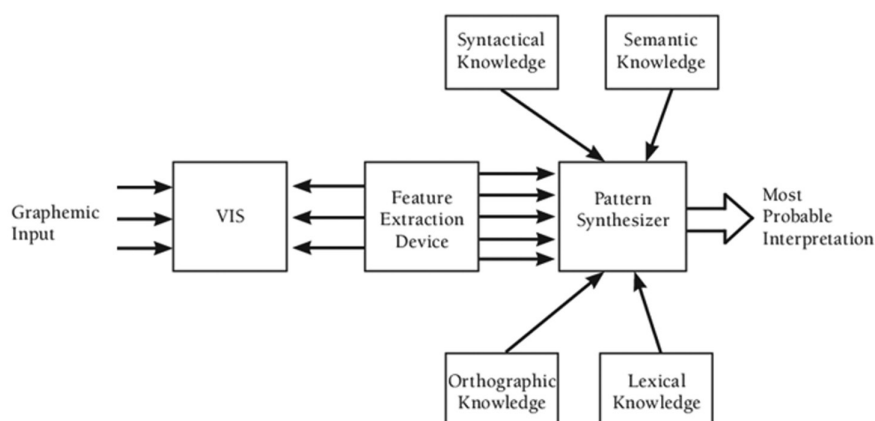 Syntactical
Knowledge
Semantic
Knowledge
Graphemic
Input
VIS
Feature
Extraction
Device
Pattern
Synthesizer
Most
Probable
Interpretation
Orthographic
Knowledge
Lexical
Knowledge